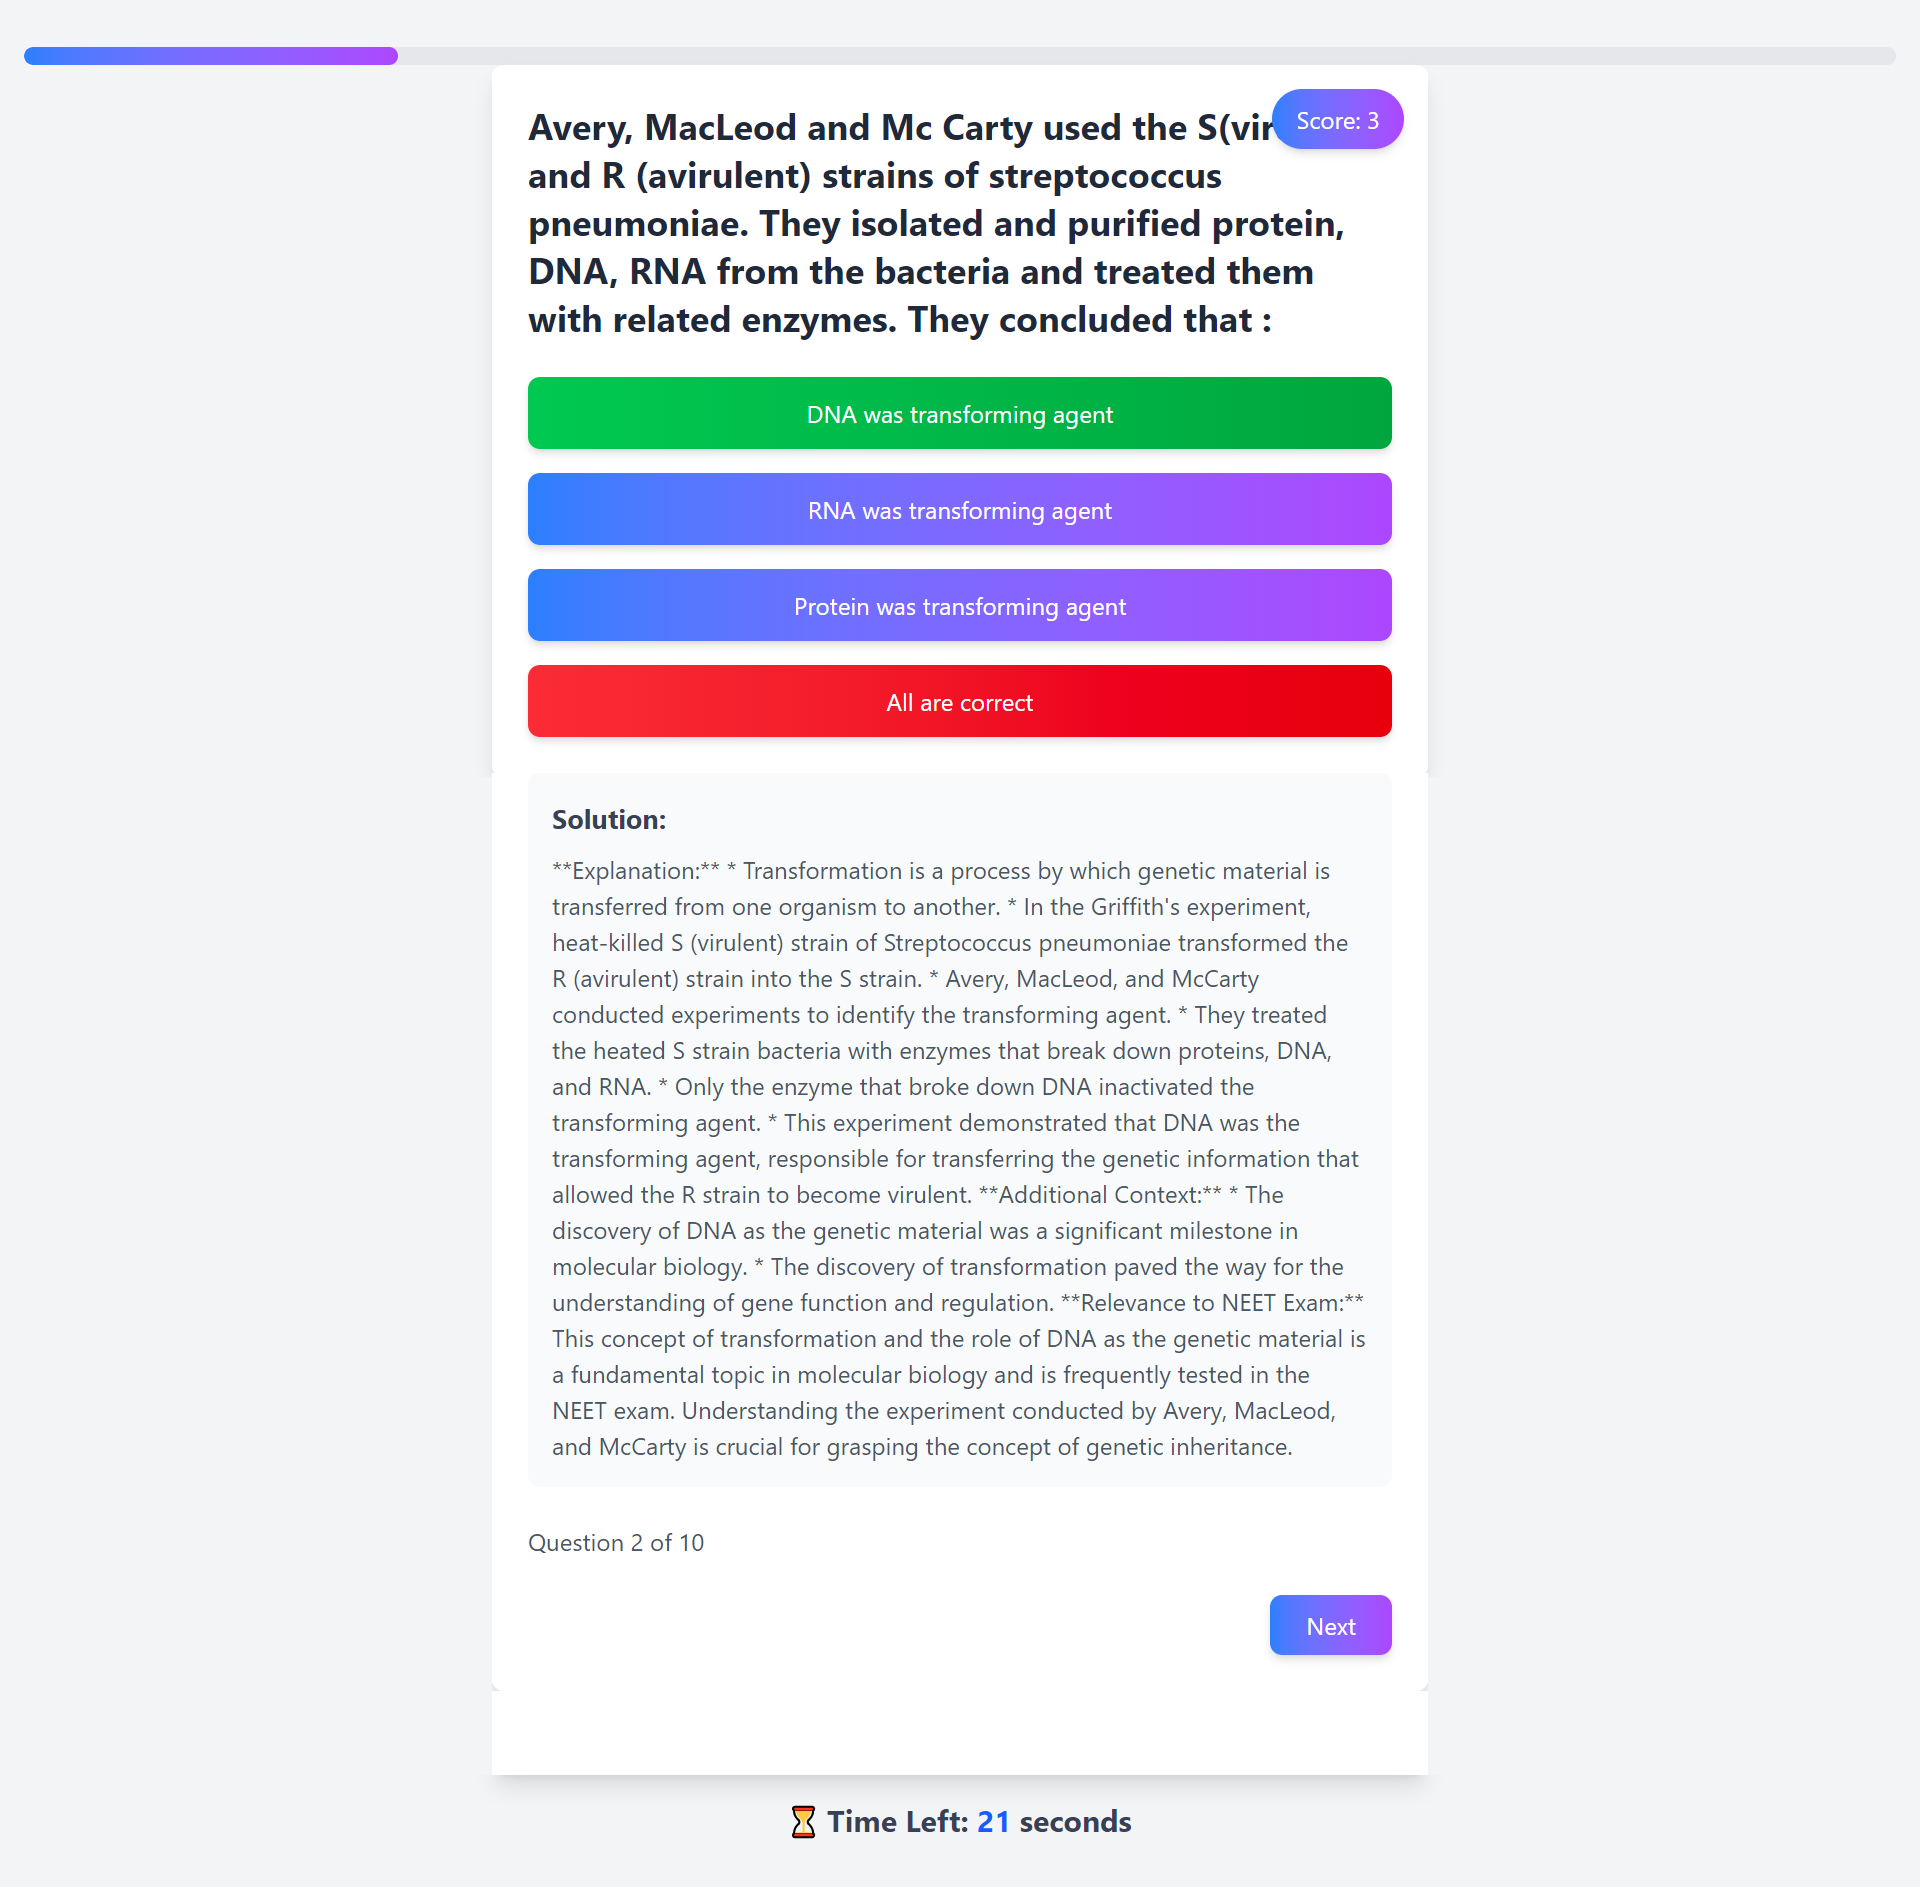 Avery, MacLeod and Mc Carty used the S(vir
Score: 3
and R (avirulent) strains of streptococcus
pneumoniae. They isolated and purified protein,
DNA, RNA from the bacteria and treated them
with related enzymes. They concluded that :
DNA was transforming agent
RNA was transforming agent
Protein was transforming agent
All are correct
Solution:
**Explanation:** * Transformation is a process by which genetic material is
transferred from one organism to another. * In the Griffith's experiment,
heat-killed S (virulent) strain of Streptococcus pneumoniae transformed the
R (avirulent) strain into the S strain. * Avery, MacLeod, and McCarty
conducted experiments to identify the transforming agent. * They treated
the heated S strain bacteria with enzymes that break down proteins, DNA,
and RNA. * Only the enzyme that broke down DNA inactivated the
transforming agent. * This experiment demonstrated that DNA was the
transforming agent, responsible for transferring the genetic information that
allowed the R strain to become virulent. **Additional Context:** * The
discovery of DNA as the genetic material was a significant milestone in
molecular biology. * The discovery of transformation paved the way for the
understanding of gene function and regulation. **Relevance to NEET Exam:**
This concept of transformation and the role of DNA as the genetic material is
a fundamental topic in molecular biology and is frequently tested in the
NEET exam. Understanding the experiment conducted by Avery, MacLeod,
and McCarty is crucial for grasping the concept of genetic inheritance.
Question 2 of 10
Next
Time Left: 21 seconds